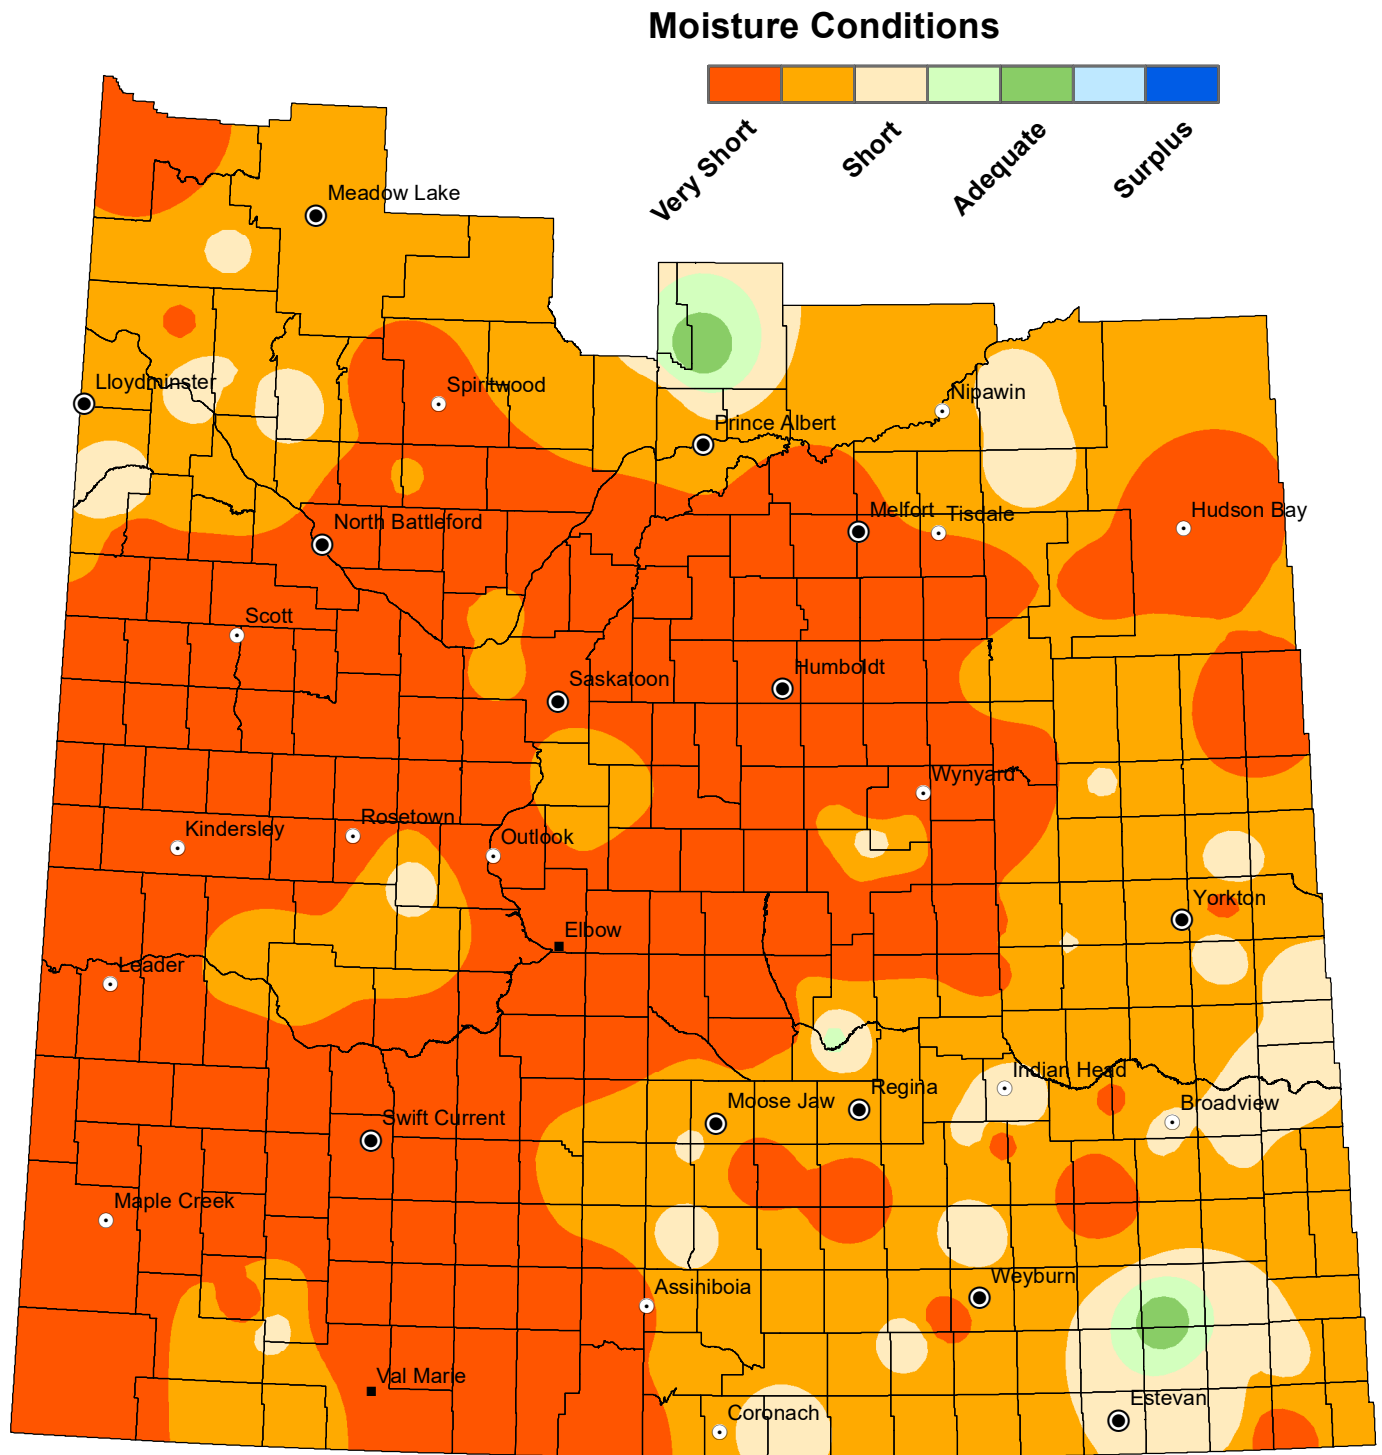 Moisture Conditions
Very Short
Short
Adequate
Surplus
Meadow Lake
Lloydminster
Spiritwood
Nipawin
Prince Albert
North Battleford
Melfort
Tisdale
Hudson Bay
Scott
Saskatoon
Humboldt
Wynyard
Kindersley
Rosetown
Outlook
Yorkton
Elbow
Leader
Indian Head
Moose Jaw
Regina
Broadview
Swift Current
Maple Creek
Assiniboia
Weyburn
Val Marie
Coronach
Estevan